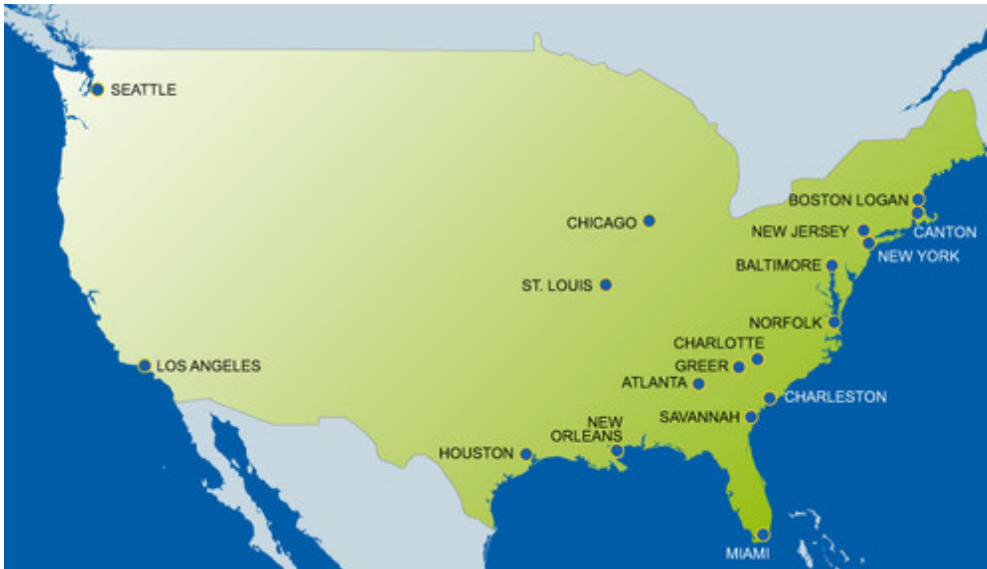 SEATTLE
BOSTON LOGAN
CHICAGO
NEW JERSEY
CANTON
NEW YORK
BALTIMORE
ST. LOUIS
NORFOLK
CHARLOTTE
LOS ANGELES
GREER
ATLANTA
CHARLESTON
SAVANNAH
NEW
ORLEANS
HOUSTON
MIAMI